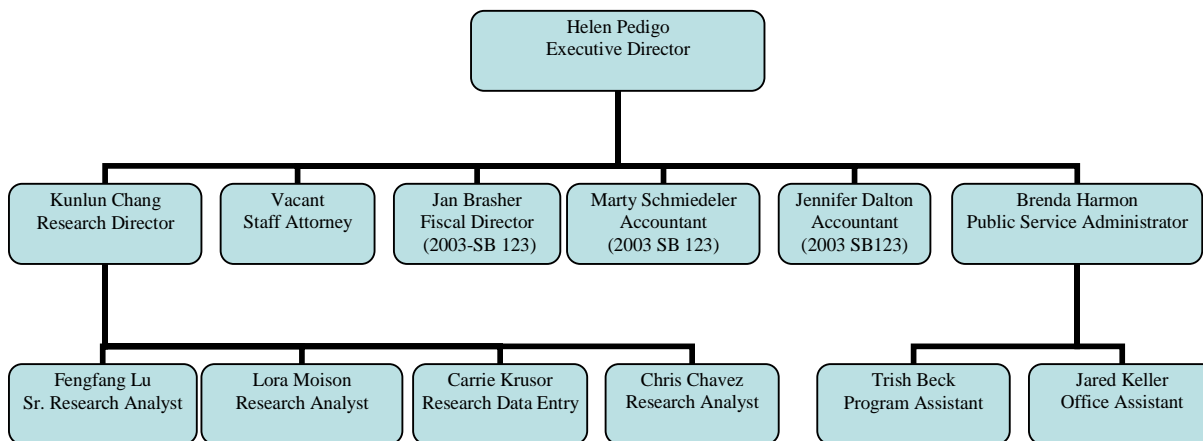 Helen Pedigo
Executive Director
Kunlun Chang
Research Director
Vacant
Staff Attorney
Jan Brasher
Fiscal Director
(2003-SB 123)
Marty Schmiedeler
Accountant
(2003 SB 123)
Jennifer Dalton
Accountant
(2003 SB123)
Brenda Harmon
Public Service Administrator
Fengfang Lu
Sr. Research Analyst
Lora Moison
Research Analyst
Carrie Krusor
Research Data Entry
Chris Chavez
Research Analyst
Trish Beck
Program Assistant
Jared Keller
Office Assistant